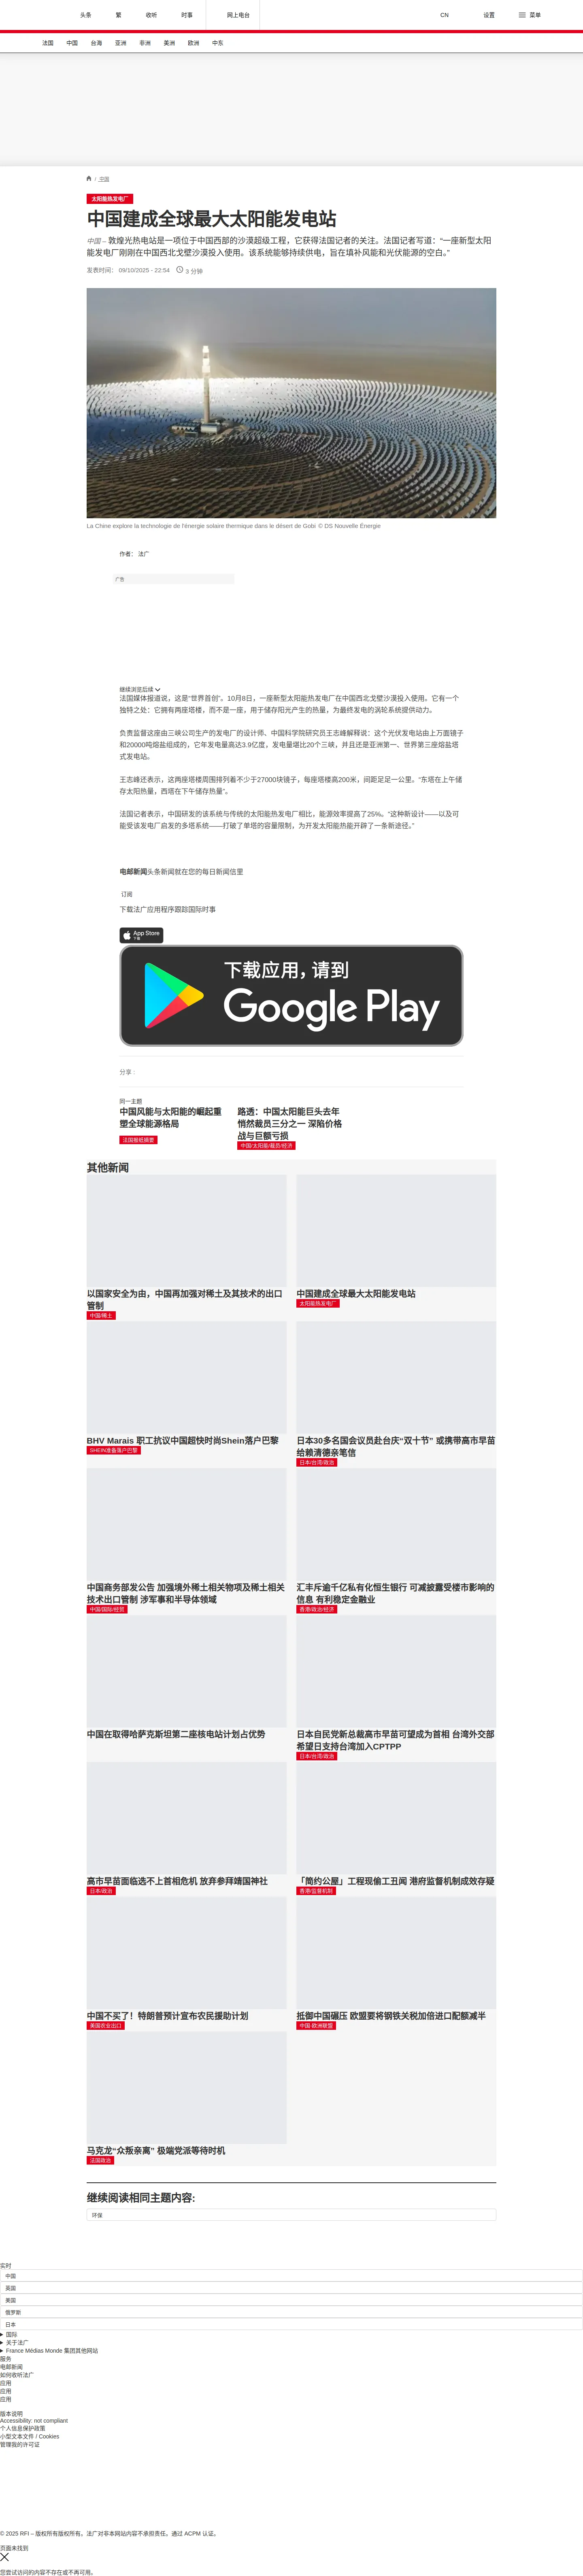 头条
繁
收听
时事
网上电台
CN
设置
菜单
法国
中国
台海
亚洲
非洲
美洲
欧洲
中东
/ 中国
太阳能热发电厂
中国建成全球最大太阳能发电站
中国 – 敦煌光热电站是一项位于中国西部的沙漠超级工程，它获得法国记者的关注。法国记者写道：“一座新型太阳
能发电厂刚刚在中国西北戈壁沙漠投入使用。该系统能够持续供电，旨在填补风能和光伏能源的空白。”
发表时间： 09/10/2025 - 22:54
3 分钟
La Chine explore la technologie de l'énergie solaire thermique dans le désert de Gobi © DS Nouvelle Énergie
作者： 法广
广告
继续浏览后续
法国媒体报道说，这是“世界首创”。10月8日，一座新型太阳能热发电厂在中国西北戈壁沙漠投入使用。它有一个
独特之处：它拥有两座塔楼，而不是一座，用于储存阳光产生的热量，为最终发电的涡轮系统提供动力。
负责监督这座由三峡公司生产的发电厂的设计师、中国科学院研究员王志峰解释说：这个光伏发电站由上万面镜子
和20000吨熔盐组成的，它年发电量高达3.9亿度，发电量堪比20个三峡，并且还是亚洲第一、世界第三座熔盐塔
式发电站。
王志峰还表示，这两座塔楼周围排列着不少于27000块镜子，每座塔楼高200米，间距足足一公里。“东塔在上午储
存太阳热量，西塔在下午储存热量”。
法国记者表示，中国研发的该系统与传统的太阳能热发电厂相比，能源效率提高了25%。“这种新设计——以及可
能受该发电厂启发的多塔系统——打破了单塔的容量限制，为开发太阳能热能开辟了一条新途径。”
电邮新闻头条新闻就在您的每日新闻信里
订阅
下载法广应用程序跟踪国际时事
App Store
下载
下载应用，请到
Google Play
分享 :
同一主题
中国风能与太阳能的崛起重
塑全球能源格局
法国报纸摘要
路透：中国太阳能巨头去年
悄然裁员三分之一 深陷价格
战与巨额亏损
中国/太阳能/裁员/经济
其他新闻
以国家安全为由，中国再加强对稀土及其技术的出口
管制
中国/稀土
中国建成全球最大太阳能发电站
太阳能热发电厂
BHV Marais 职工抗议中国超快时尚Shein落户巴黎
SHEIN准备落户巴黎
日本30多名国会议员赴台庆“双十节” 或携带高市早苗
给赖清德亲笔信
日本/台湾/政治
中国商务部发公告 加强境外稀土相关物项及稀土相关
技术出口管制 涉军事和半导体领域
中国/国际/经贸
汇丰斥逾千亿私有化恒生银行 可减披露受楼市影响的
信息 有利稳定金融业
香港/政治/经济
中国在取得哈萨克斯坦第二座核电站计划占优势
日本自民党新总裁高市早苗可望成为首相 台湾外交部
希望日支持台湾加入CPTPP
日本/台湾/政治
高市早苗面临选不上首相危机 放弃参拜靖国神社
日本/政治
「简约公屋」工程现偷工丑闻 港府监督机制成效存疑
香港/监督机制
中国不买了！特朗普预计宣布农民援助计划
美国农业出口
抵御中国碾压 欧盟要将钢铁关税加倍进口配额减半
中国-欧洲联盟
马克龙“众叛亲离” 极端党派等待时机
法国政治
继续阅读相同主题内容:
环保
实时
中国
英国
美国
俄罗斯
日本
国际
关于法广
France Médias Monde 集团其他网站
服务
电邮新闻
如何收听法广
应用
应用
应用
版本说明
Accessibility: not compliant
个人信息保护政策
小型文本文件 / Cookies
管理我的许可证
© 2025 RFI – 版权所有版权所有。法广对非本网站内容不承担责任。通过 ACPM 认证。
页面未找到
您尝试访问的内容不存在或不再可用。